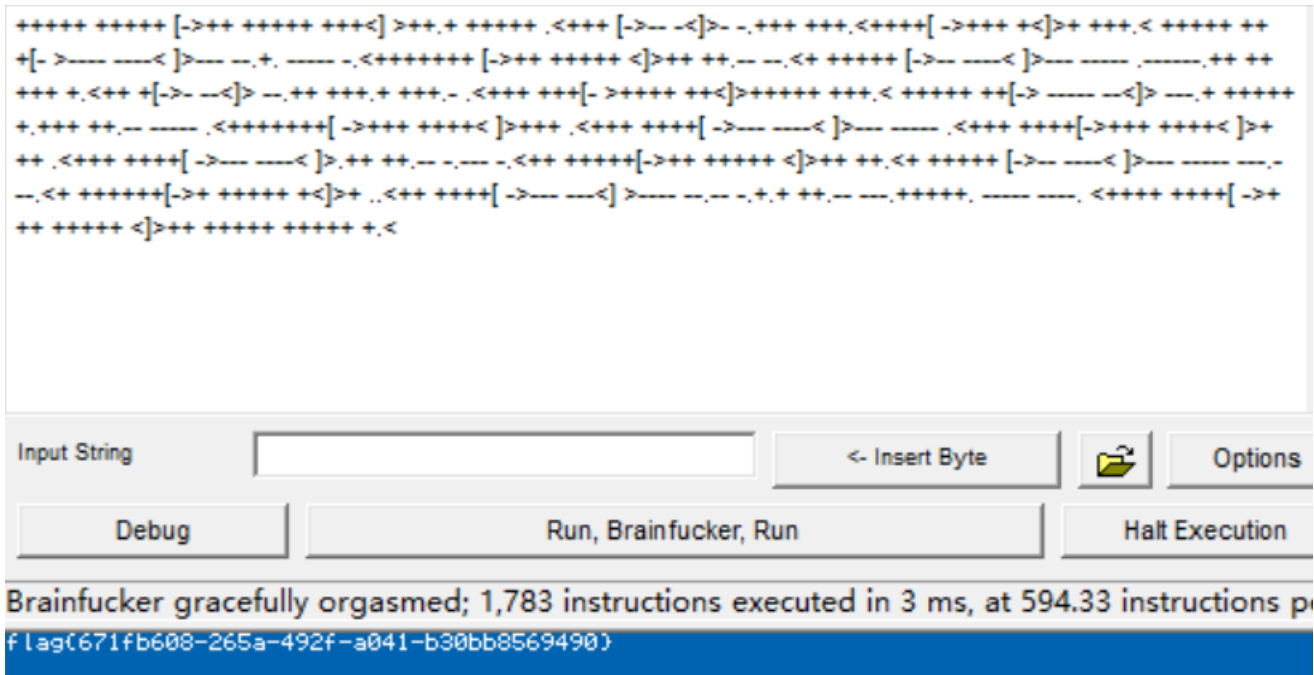 +++++ +++++ [->++ +++++ +++<] >++.+ +++++ .<+++ [->-- -<]>- -.+++ +++.<++++[ ->+++ +<]>+ +++.< +++++ ++
+[- >---- ----< ]>--- --.+. ----- -.<+++++++ [->++ +++++ <]>++ ++.-- --.<+ +++++ [->-- ----< ]>--- ----- .------.++ ++
+++ +.<++ +[->- --<]> --.++ +++.+ +++.- .<+++ +++[- >++++ ++<]>+++++ +++.< +++++ ++[-> ----- --<]> ---.+ +++++
+.+++ ++.-- ----- .<+++++++[ ->+++ ++++< ]>+++ .<+++ ++++[ ->--- ----< ]>--- ----- .<+++ ++++[->+++ ++++< ]>+
++ .<+++ ++++[ ->--- ----< ]>.++ ++.-- -.--- -.<++ +++++[->++ +++++ <]>++ ++.<+ +++++ [->-- ----< ]>--- ----- ---.-
--.<+ ++++++[->+ +++++ +<]>+ ..<++ ++++[ ->--- ---<] >---- --.-- -.+.+ ++.-- ---.+++++. ----- ----. <++++ ++++[ ->+
++ +++++ <]>++ +++++ +++++ +.<
Input String
<- Insert Byte
Options
Debug
Run, Brainfucker, Run
Halt Execution
Brainfucker gracefully orgasmed; 1,783 instructions executed in 3 ms, at 594.33 instructions
flag{671fb608-265a-492f-a041-b30bb8569490}